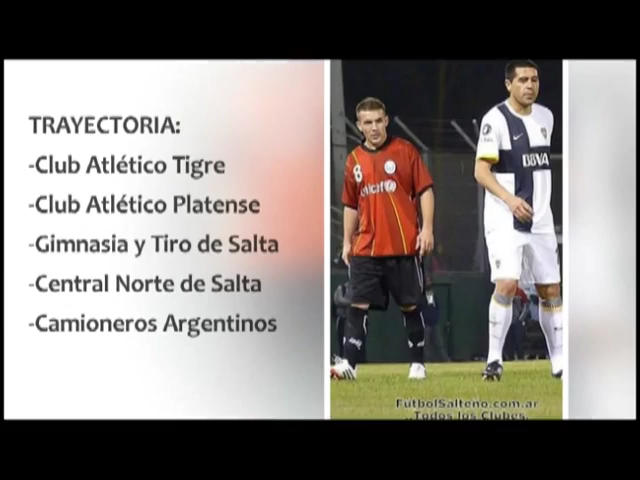 TRAYECTORIA:
-Club Atlético Tigre
-Club Atlético Platense
-Gimnasia y Tiro de Salta
-Central Norte de Salta
-Camioneros Argentinos
8
unicef
BBVA
FutbolSalteno.com.ar
..Todos los Clubes.